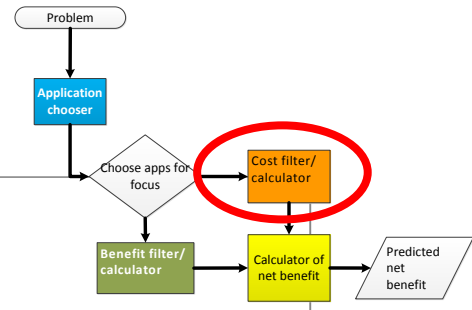 Problem
Application
chooser
Choose apps for
focus
Cost filter/
calculator
Benefit filter/
calculator
Calculator of
net benefit
Predicted
net
benefit